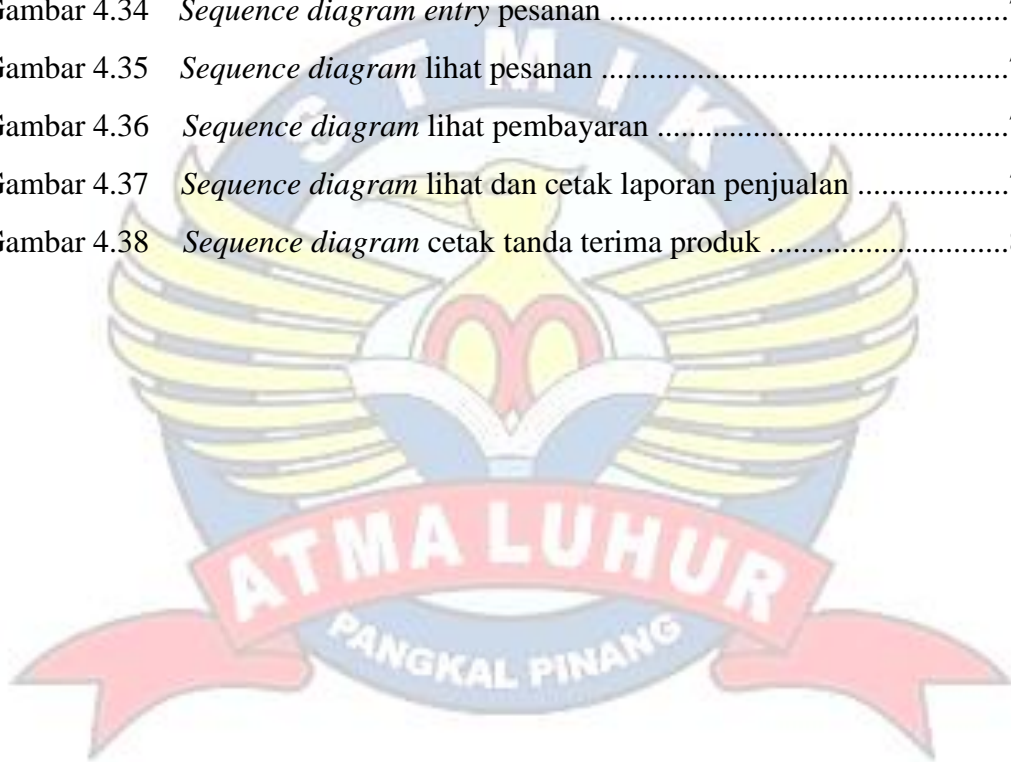 Gambar 4.34 Sequence diagram entry pesanan ..................................................
Gambar 4.35 Sequence diagram lihat pesanan ...................................................
Gambar 4.36 Sequence diagram lihat pembayaran ............................................
Gambar 4.37 Sequence diagram lihat dan cetak laporan penjualan ...................
Gambar 4.38 Sequence diagram cetak tanda terima produk ..............................
STMIK
ATMA LUHUR
PANGKAL PINANG